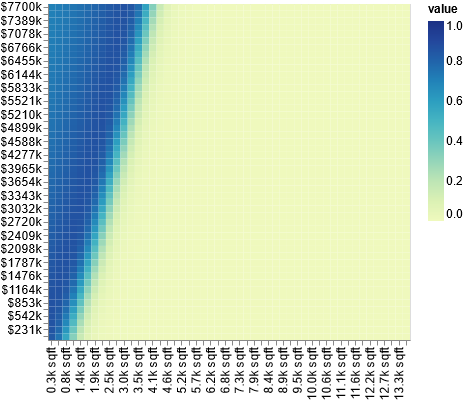 value
1.0
0.8
0.6
0.4
0.2
0.0
$7700k
$7389k
$7078k
$6766k
$6455k
$6144k
$5833k
$5521k
$5210k
$4899k
$4588k
$4277k
$3965k
$3654k
$3343k
$3032k
$2720k
$2409k
$2098k
$1787k
$1476k
$1164k
$853k
$542k
$231k
0.3k sqft
0.8k sqft
1.4k sqft
1.9k sqft
2.5k sqft
3.0k sqft
3.5k sqft
4.1k sqft
4.6k sqft
5.2k sqft
5.7k sqft
6.2k sqft
6.8k sqft
7.3k sqft
7.9k sqft
8.4k sqft
8.9k sqft
9.5k sqft
10.0k sqft
10.6k sqft
11.1k sqft
11.6k sqft
12.2k sqft
12.7k sqft
13.3k sqft